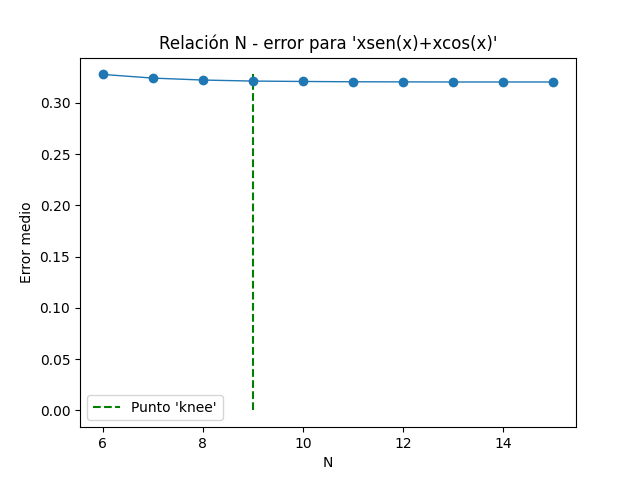 Relación N - error para 'xsen(x)+xcos(x)'
Error medio
0.30
0.25
0.20
0.15
0.10
0.05
0.00
Punto 'knee'
6 8 10 12 14
N